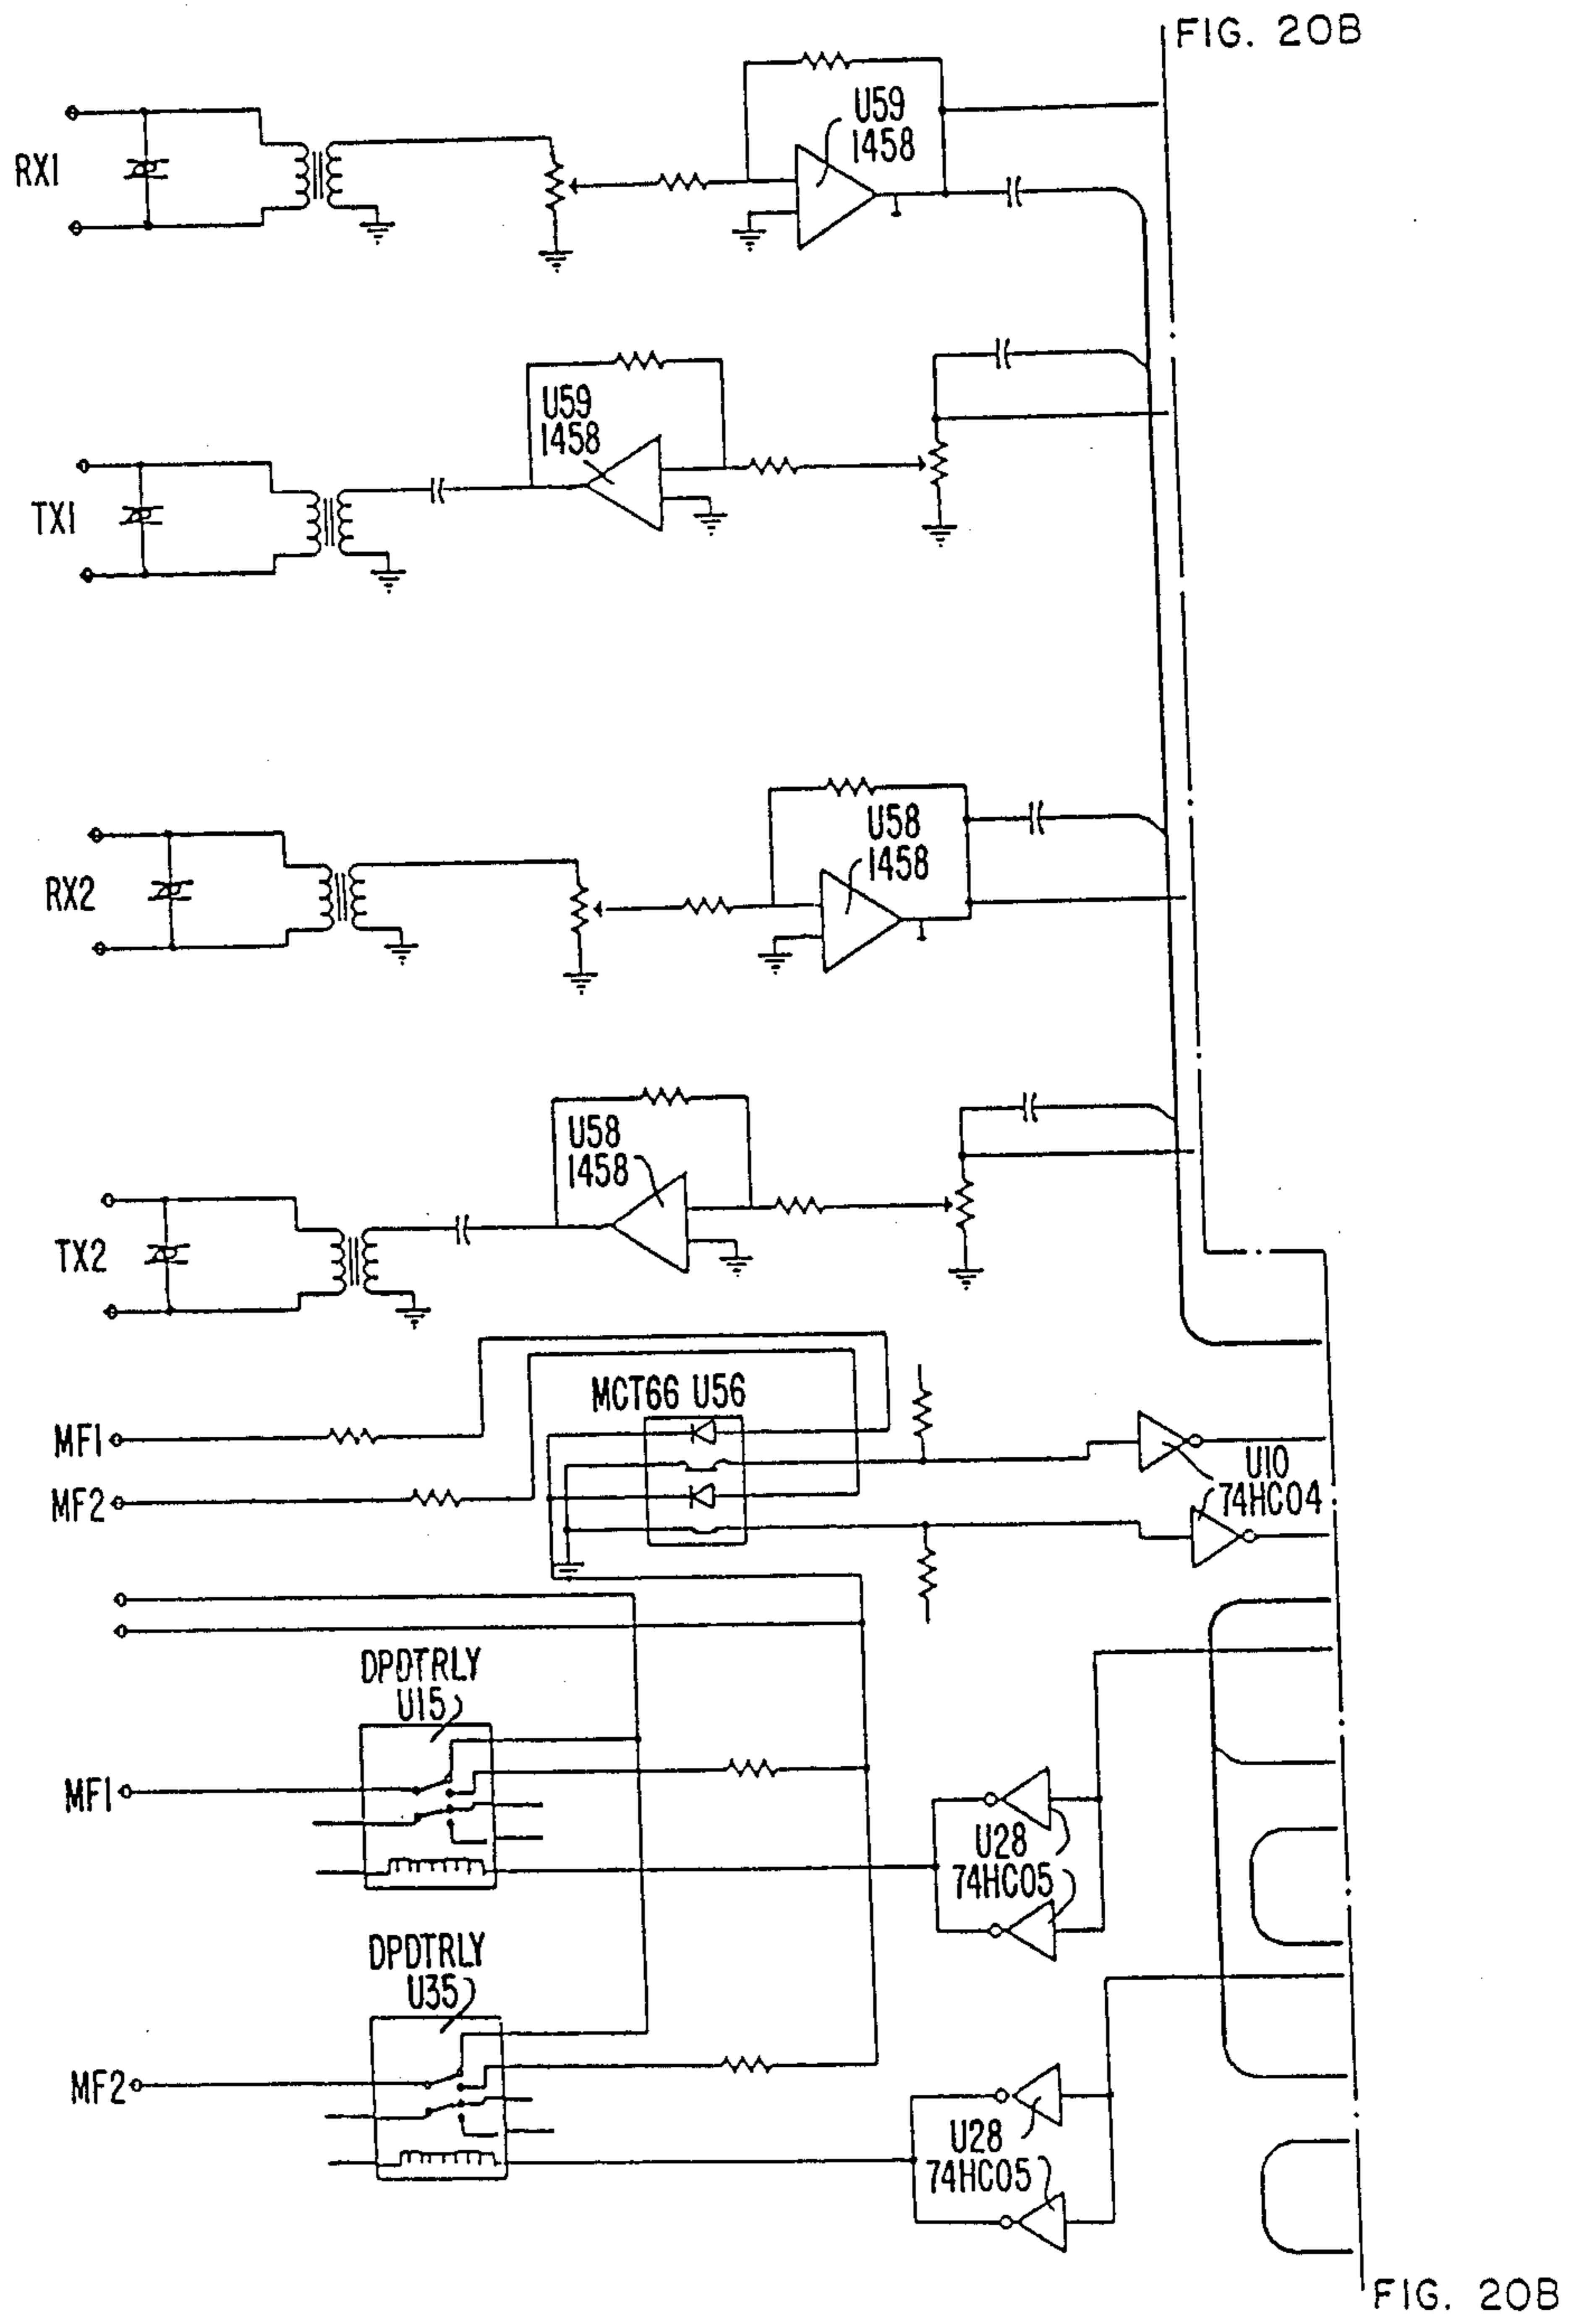 FIG. 20B
U59
1458
RX1
U59
1458
TX1
U58
1458
RX2
U58
1458
TX2
MCT66 U56
MF1
U10
MF2
74HC04
DPDTRLY
U15
MF1
U28
74HC05
DPDTRLY
U35
MF2
U28
74HC05
FIG. 20B